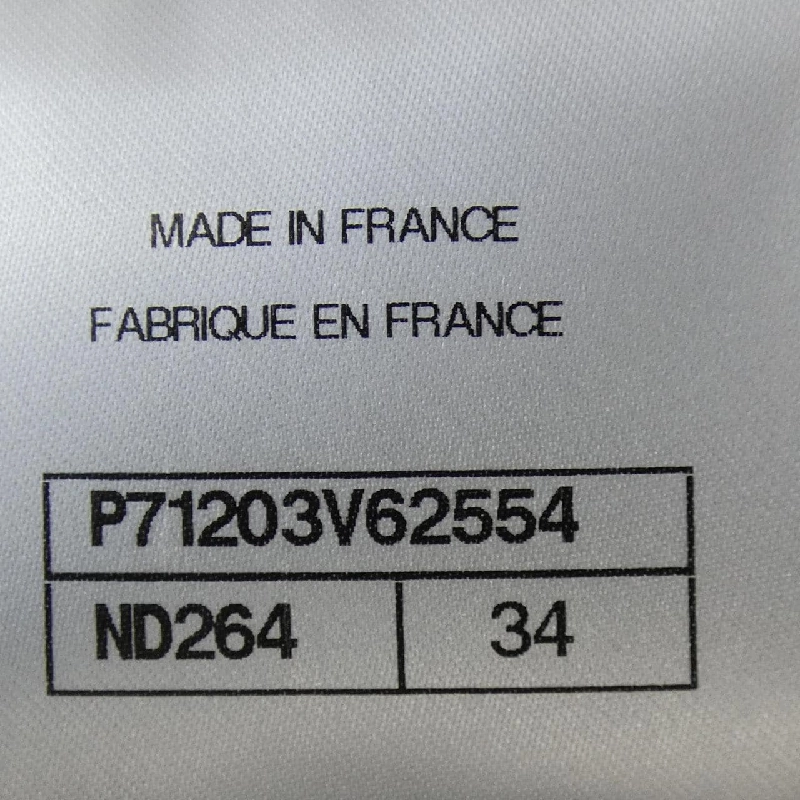 MADE IN FRANCE
FABRIQUE EN FRANCE
P71203V62554
ND264 34